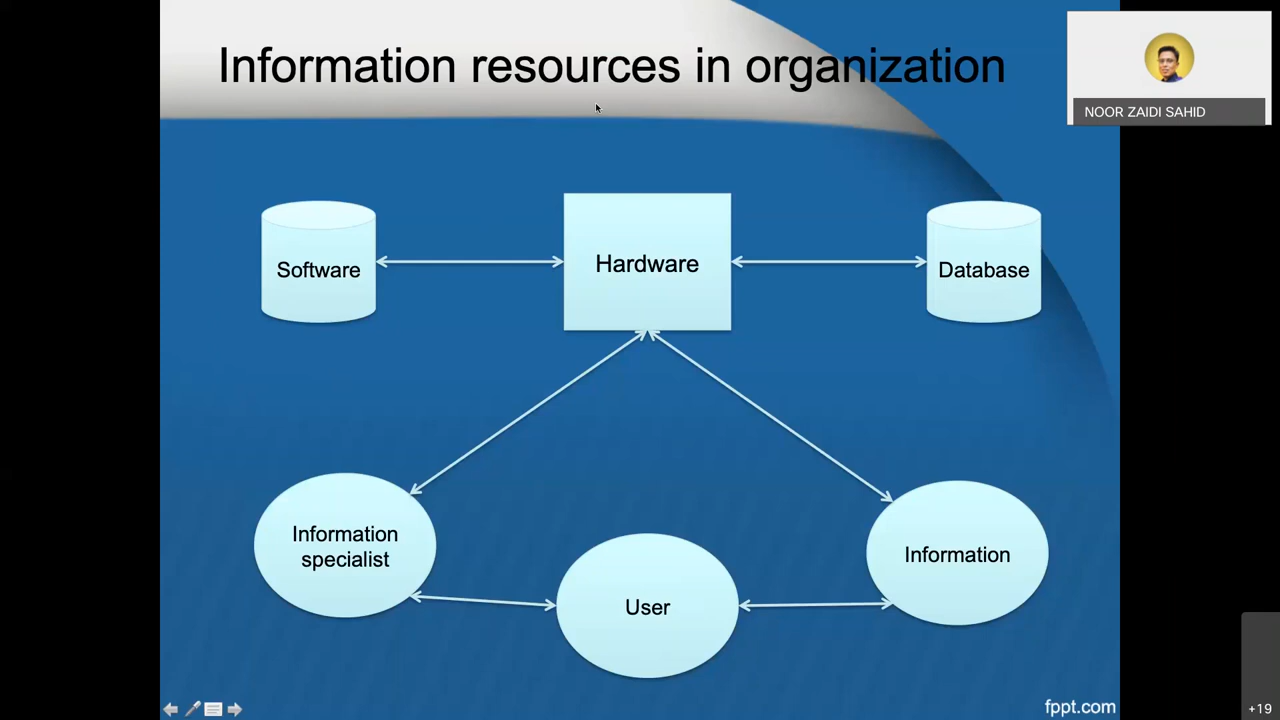 Information resources in organization
NOOR ZAIDI SAHID
Software
Hardware
Database
Information
specialist
User
Information
fppt.com
+19